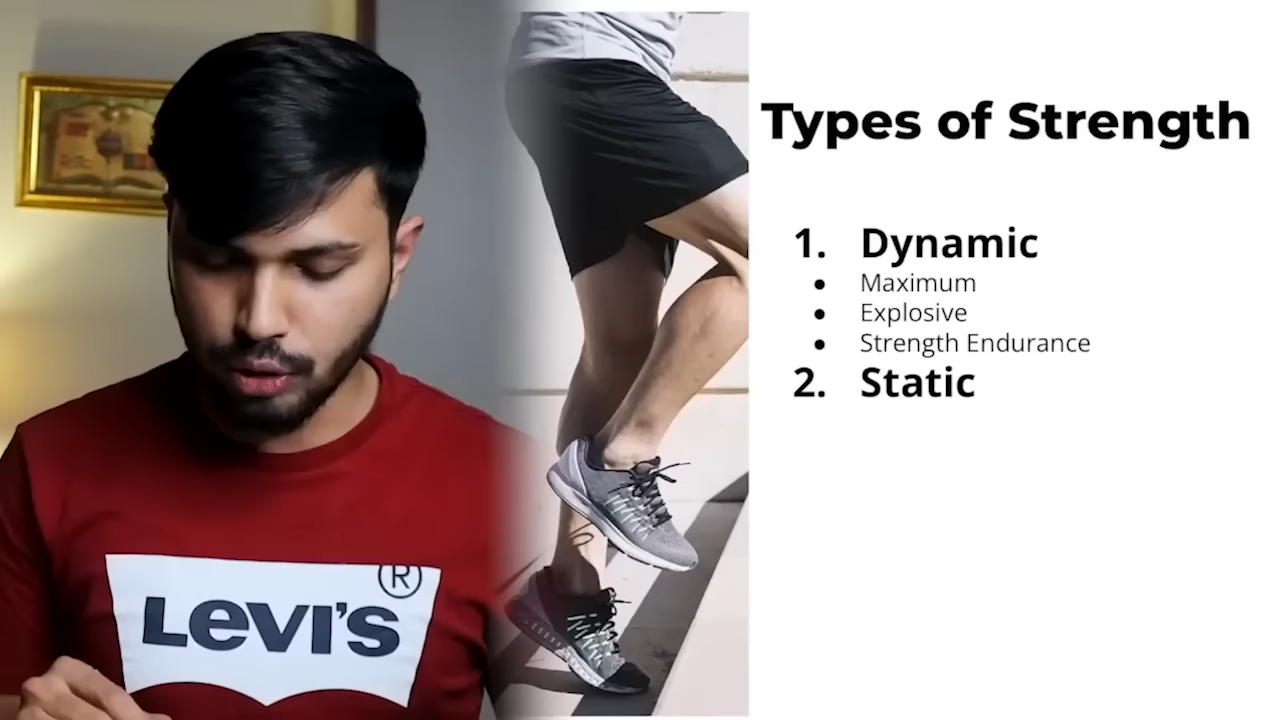 Types of Strength
1. Dynamic
● Maximum
● Explosive
● Strength Endurance
2. Static
Levi's
®